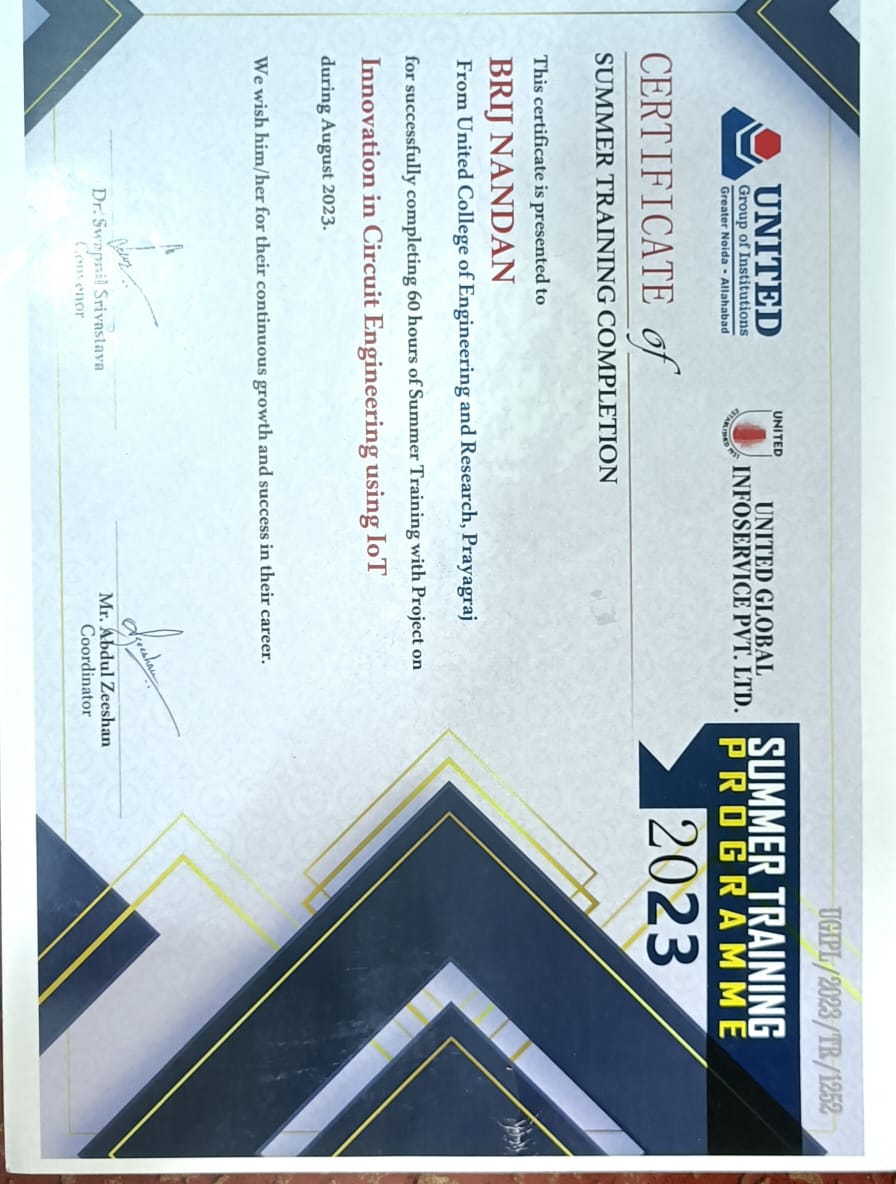 UGIPL/2023/TR/1252
UNITED
Group of Institutions
Greater Noida • Allahabad
UNITED
ESTABLISHED 1951
UNITED GLOBAL
INFOSERVICE PVT. LTD.
SUMMER TRAINING
PROGRAMME
2023
CERTIFICATE of
SUMMER TRAINING COMPLETION
This certificate is presented to
BRIJ NANDAN
From United College of Engineering and Research, Prayagraj
for successfully completing 60 hours of Summer Training with Project on
Innovation in Circuit Engineering using IoT
during August 2023.
We wish him/her for their continuous growth and success in their career.
Dr. Swapnil Srivastava
Convenor
Azeeshan
Mr. Abdul Zeeshan
Coordinator